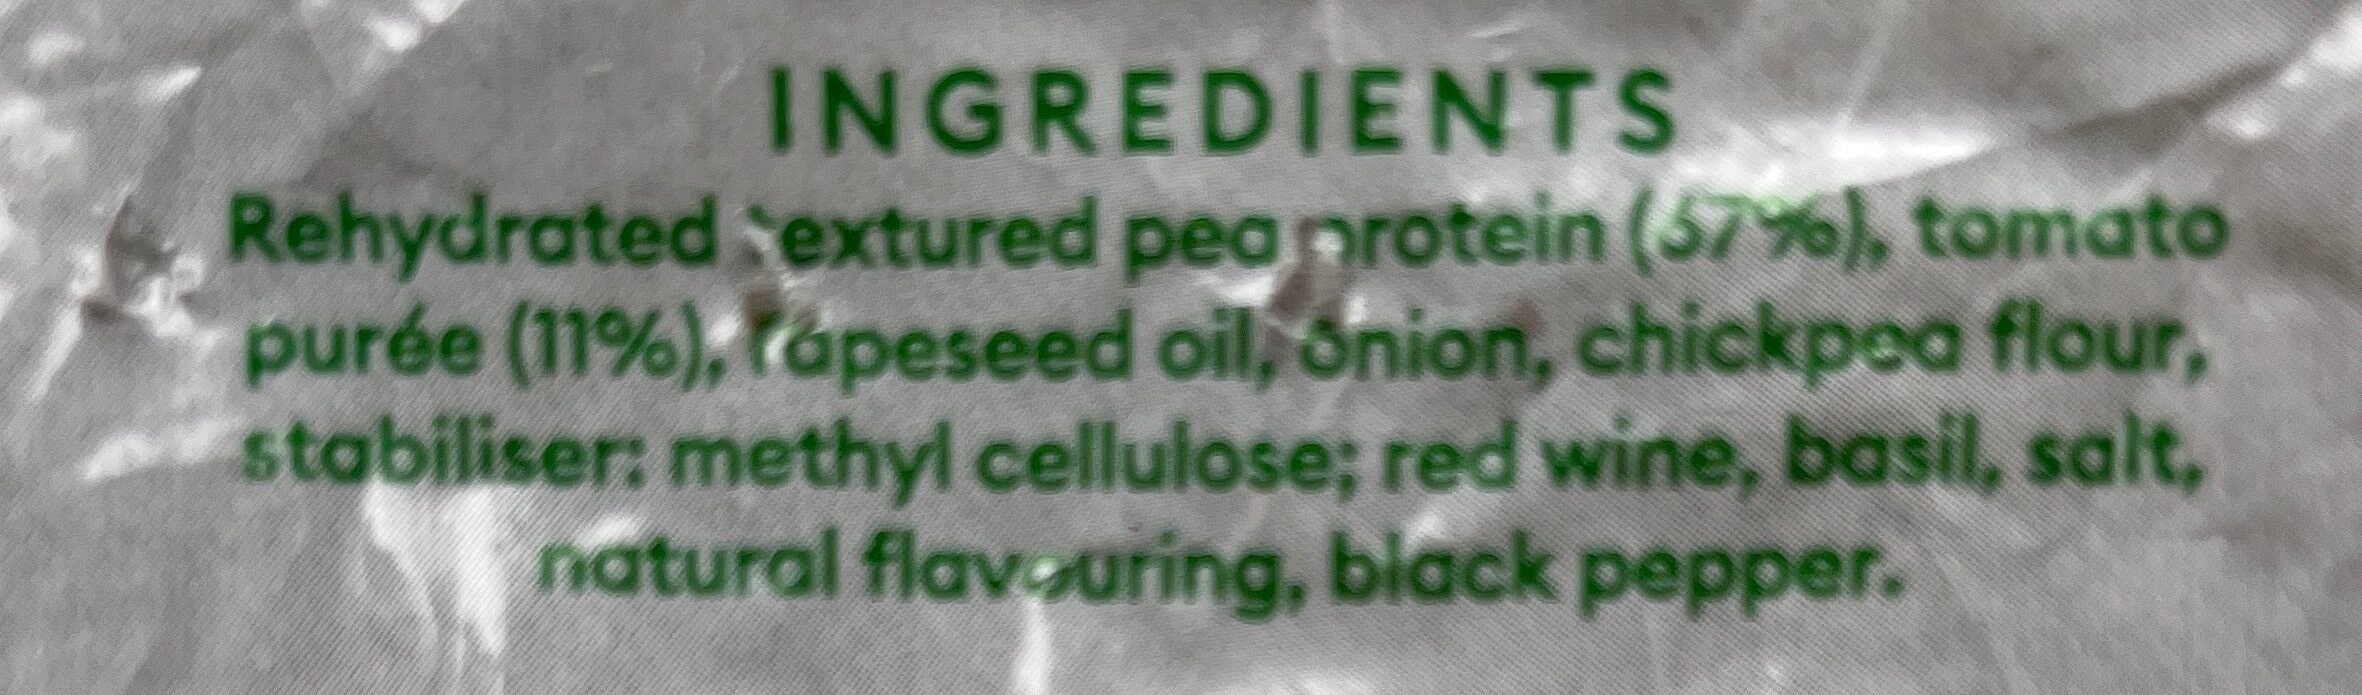 INGREDIENTS
Rehydrated textured pea protein (67%), tomato
purée (11%), rapeseed oil, onion, chickpea flour,
stabiliser: methyl cellulose; red wine, basil, salt,
natural flavouring, black pepper.